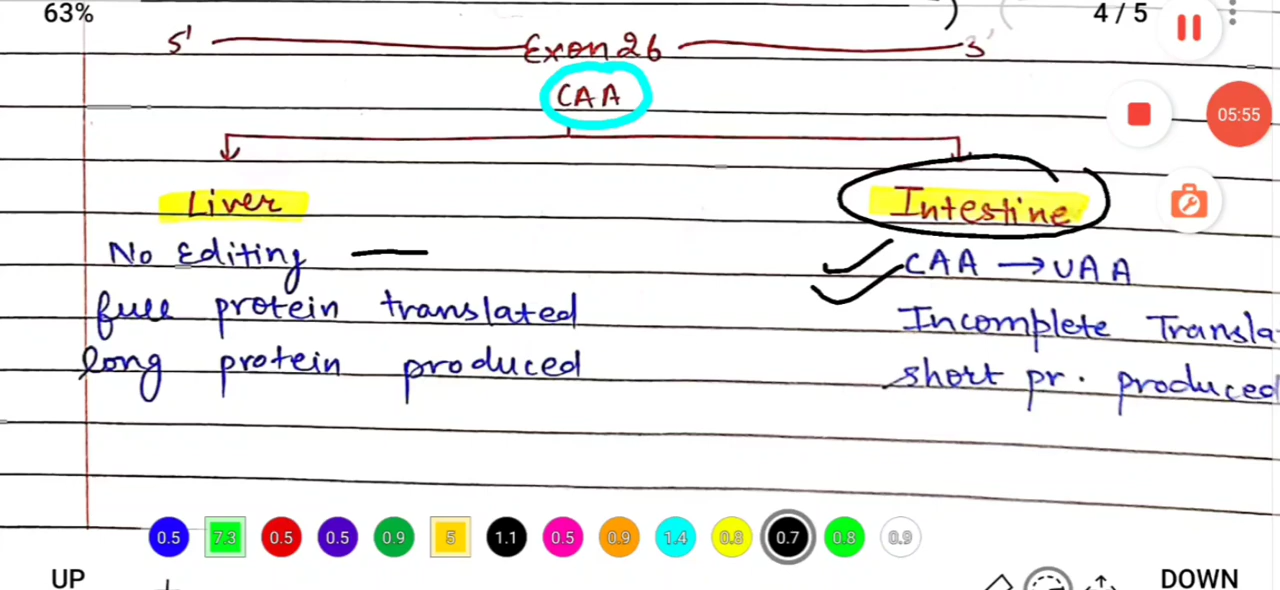 63%
4 / 5
5' Exon 26 3'
CAA
05:55
Liver
Intestine
No Editing
CAA → UAA
full protein translated
Incomplete Transla
long protein produced
short pr. produced
0.5 7.3 0.5 0.5 0.9 5 1.1 0.5 0.9 1.4 0.8 0.7 0.8 0.9
UP
DOWN